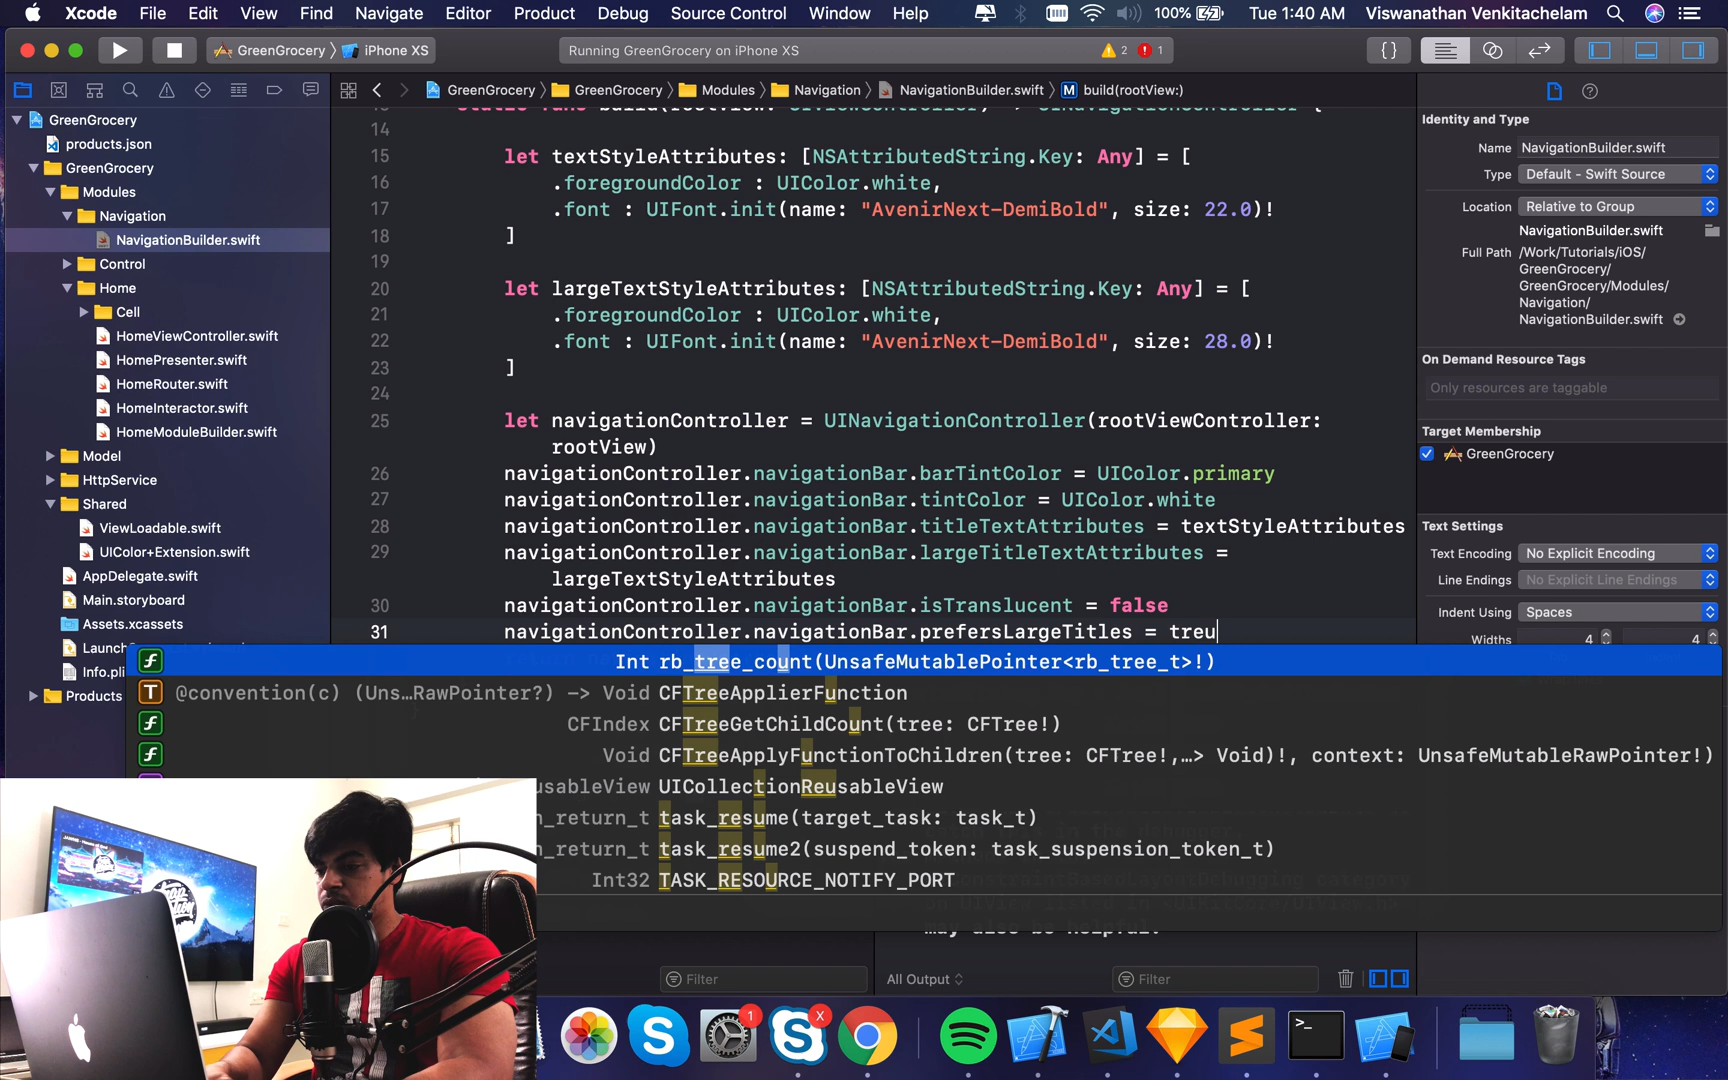 Xcode File Edit View Find Navigate Editor Product Debug Source Control Window Help 100% Tue 1:40 AM Viswanathan Venkitachelam
GreenGrocery iPhone XS Running GreenGrocery on iPhone XS 2 1
GreenGrocery GreenGrocery Modules Navigation NavigationBuilder.swift M build(rootView:)
GreenGrocery
products.json
GreenGrocery
Modules
Navigation
NavigationBuilder.swift
Control
Home
Cell
HomeViewController.swift
HomePresenter.swift
HomeRouter.swift
HomeInteractor.swift
HomeModuleBuilder.swift
Model
HttpService
Shared
ViewLoadable.swift
UIColor+Extension.swift
AppDelegate.swift
Main.storyboard
Assets.xcassets
Info.pli
Products
14
15 let textStyleAttributes: [NSAttributedString.Key: Any] = [
16 .foregroundColor : UIColor.white,
17 .font : UIFont.init(name: "AvenirNext-DemiBold", size: 22.0)!
18 ]
19
20 let largeTextStyleAttributes: [NSAttributedString.Key: Any] = [
21 .foregroundColor : UIColor.white,
22 .font : UIFont.init(name: "AvenirNext-DemiBold", size: 28.0)!
23 ]
24
25 let navigationController = UINavigationController(rootViewController:
rootView)
26 navigationController.navigationBar.barTintColor = UIColor.primary
27 navigationController.navigationBar.tintColor = UIColor.white
28 navigationController.navigationBar.titleTextAttributes = textStyleAttributes
29 navigationController.navigationBar.largeTitleTextAttributes =
largeTextStyleAttributes
30 navigationController.navigationBar.isTranslucent = false
31 navigationController.navigationBar.prefersLargeTitles = treu
f Int rb_tree_count(UnsafeMutablePointer<rb_tree_t>!)
T @convention(c) (Uns…RawPointer?) -> Void CFTreeApplierFunction
f CFIndex CFTreeGetChildCount(tree: CFTree!)
f Void CFTreeApplyFunctionToChildren(tree: CFTree!,…> Void)!, context: UnsafeMutableRawPointer!)
usableView UICollectionReusableView
n_return_t task_resume(target_task: task_t)
n_return_t task_resume2(suspend_token: task_suspension_token_t)
Int32 TASK_RESOURCE_NOTIFY_PORT
may also be helpful.
Filter All Output Filter
Identity and Type
Name NavigationBuilder.swift
Type Default - Swift Source
Location Relative to Group
NavigationBuilder.swift
Full Path /Work/Tutorials/iOS/
GreenGrocery/
GreenGrocery/Modules/
Navigation/
NavigationBuilder.swift
On Demand Resource Tags
Only resources are taggable
Target Membership
GreenGrocery
Text Settings
Text Encoding No Explicit Encoding
Line Endings No Explicit Line Endings
Indent Using Spaces
Widths 4 4
1 X